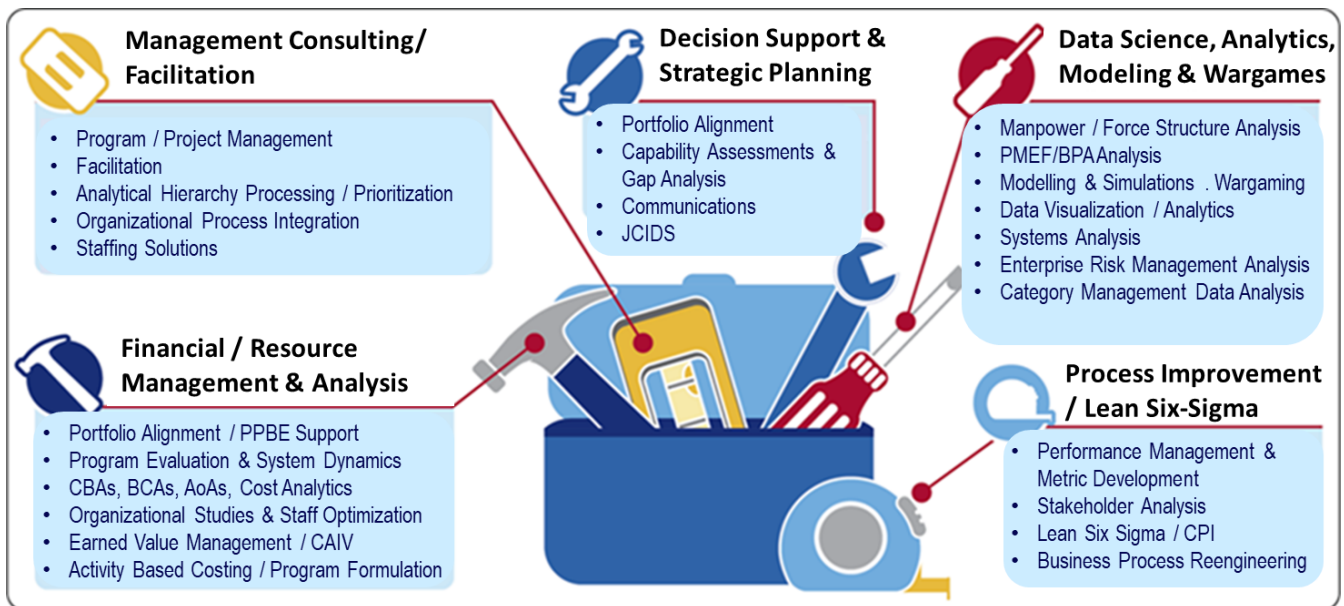 Management Consulting/
Facilitation
• Program / Project Management
• Facilitation
• Analytical Hierarchy Processing / Prioritization
• Organizational Process Integration
• Staffing Solutions
Decision Support &
Strategic Planning
• Portfolio Alignment
• Capability Assessments &
Gap Analysis
• Communications
• JCIDS
Data Science, Analytics,
Modeling & Wargames
• Manpower / Force Structure Analysis
• PMEF/BPA Analysis
• Modelling & Simulations . Wargaming
• Data Visualization / Analytics
• Systems Analysis
• Enterprise Risk Management Analysis
• Category Management Data Analysis
Financial / Resource
Management & Analysis
• Portfolio Alignment / PPBE Support
• Program Evaluation & System Dynamics
• CBAs, BCAs, AoAs, Cost Analytics
• Organizational Studies & Staff Optimization
• Earned Value Management / CAIV
• Activity Based Costing / Program Formulation
Process Improvement
/ Lean Six-Sigma
• Performance Management &
Metric Development
• Stakeholder Analysis
• Lean Six Sigma / CPI
• Business Process Reengineering